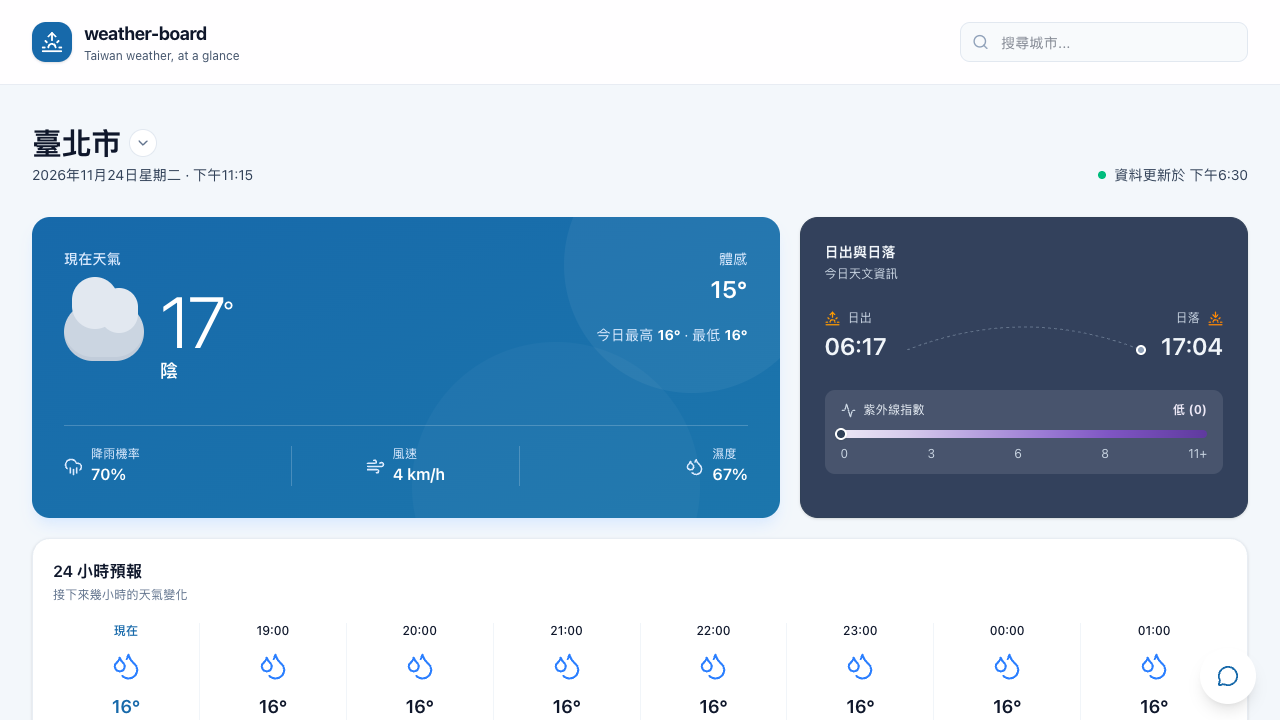 weather-board
Taiwan weather, at a glance
搜尋城市...
臺北市
2026年11月24日星期二 · 下午11:15
資料更新於 下午6:30
現在天氣
17°
陰
體感
15°
今日最高 16° · 最低 16°
降雨機率
70%
風速
4 km/h
濕度
67%
日出與日落
今日天文資訊
日出
06:17
日落
17:04
紫外線指數
低 (0)
0 3 6 8 11+
24 小時預報
接下來幾小時的天氣變化
現在 19:00 20:00 21:00 22:00 23:00 00:00 01:00
16° 16° 16° 16° 16° 16° 16° 16°